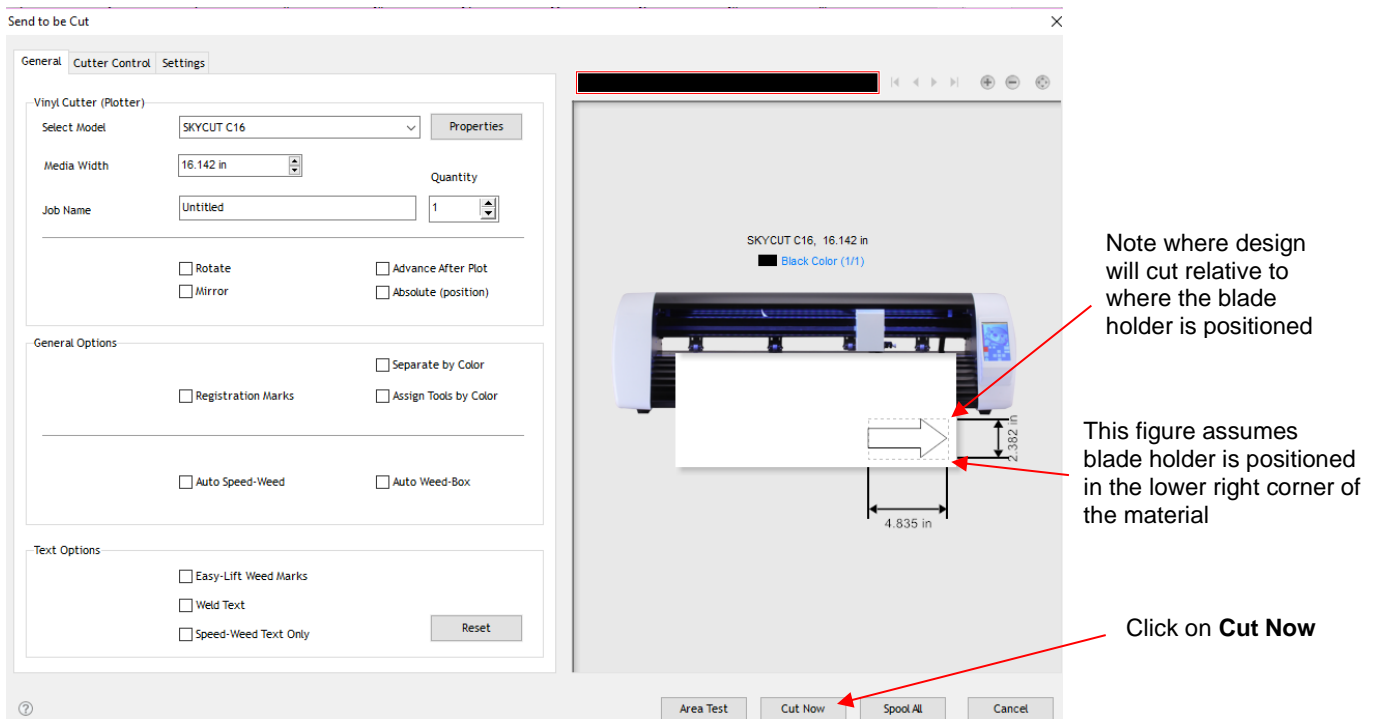 Send to be Cut
General Cutter Control Settings
Vinyl Cutter (Plotter)
Select Model SKYCUT C16 Properties
Media Width 16.142 in
Quantity
Job Name Untitled 1
Rotate Advance After Plot
Mirror Absolute (position)
General Options
Separate by Color
Registration Marks Assign Tools by Color
Auto Speed-Weed Auto Weed-Box
Text Options
Easy-Lift Weed Marks
Weld Text
Speed-Weed Text Only Reset
SKYCUT C16, 16.142 in
Black Color (1/1)
2.382 in
4.835 in
Area Test Cut Now Spool All Cancel
Note where design
will cut relative to
where the blade
holder is positioned
This figure assumes
blade holder is positioned
in the lower right corner of
the material
Click on Cut Now